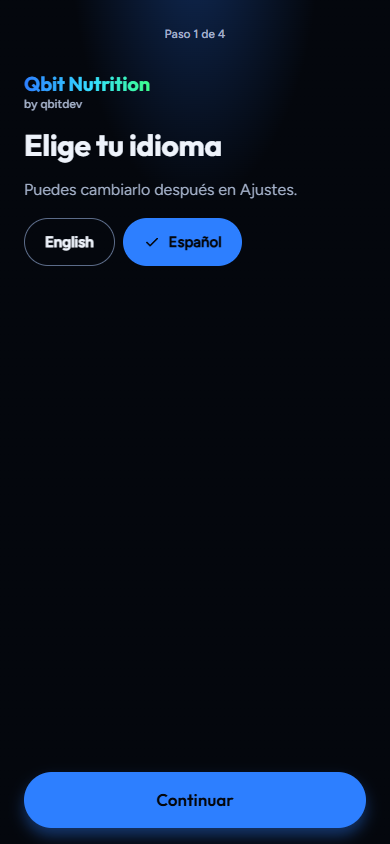 Paso 1 de 4
Qbit Nutrition
by qbitdev
Elige tu idioma
Puedes cambiarlo después en Ajustes.
English
Español
Continuar